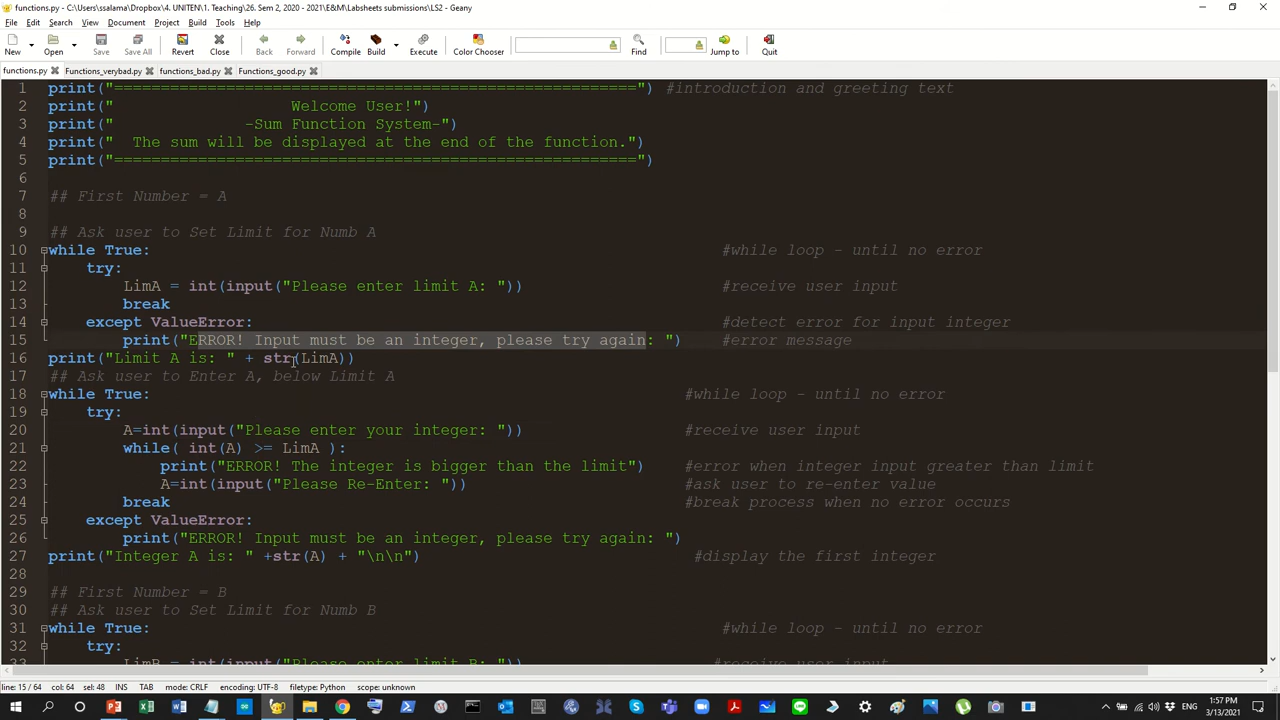 functions.py - C:\Users\ssalama\Dropbox\4. UNITEN\1. Teaching\26. Sem 2, 2020 - 2021\E&M\Labsheets submissions\LS2 - Geany
File Edit Search View Document Project Build Tools Help
New Open Save Save All Revert Close Back Forward Compile Build Execute Color Chooser Find Jump to Quit
functions.py Functions_verybad.py functions_bad.py Functions_good.py
1 print("========================================================") #introduction and greeting text
2 print("                   Welcome User!")
3 print("              -Sum Function System-")
4 print("  The sum will be displayed at the end of the function.")
5 print("========================================================")
6
7 ## First Number = A
8
9 ## Ask user to Set Limit for Numb A
10 while True: #while loop - until no error
11     try:
12         LimA = int(input("Please enter limit A: ")) #receive user input
13         break
14     except ValueError: #detect error for input integer
15         print("ERROR! Input must be an integer, please try again: ") #error message
16 print("Limit A is: " + str(LimA))
17 ## Ask user to Enter A, below Limit A
18 while True: #while loop - until no error
19     try:
20         A=int(input("Please enter your integer: ")) #receive user input
21         while( int(A) >= LimA ):
22             print("ERROR! The integer is bigger than the limit") #error when integer input greater than limit
23             A=int(input("Please Re-Enter: ")) #ask user to re-enter value
24         break #break process when no error occurs
25     except ValueError:
26         print("ERROR! Input must be an integer, please try again: ")
27 print("Integer A is: " +str(A) + "\n\n") #display the first integer
28
29 ## First Number = B
30 ## Ask user to Set Limit for Numb B
31 while True: #while loop - until no error
32     try:
33         LimB = int(input("Please enter limit B: ")) #receive user input
line: 15 / 64 col: 64 sel: 48 INS TAB mode: CRLF encoding: UTF-8 filetype: Python scope: unknown
1:57 PM
3/13/2021